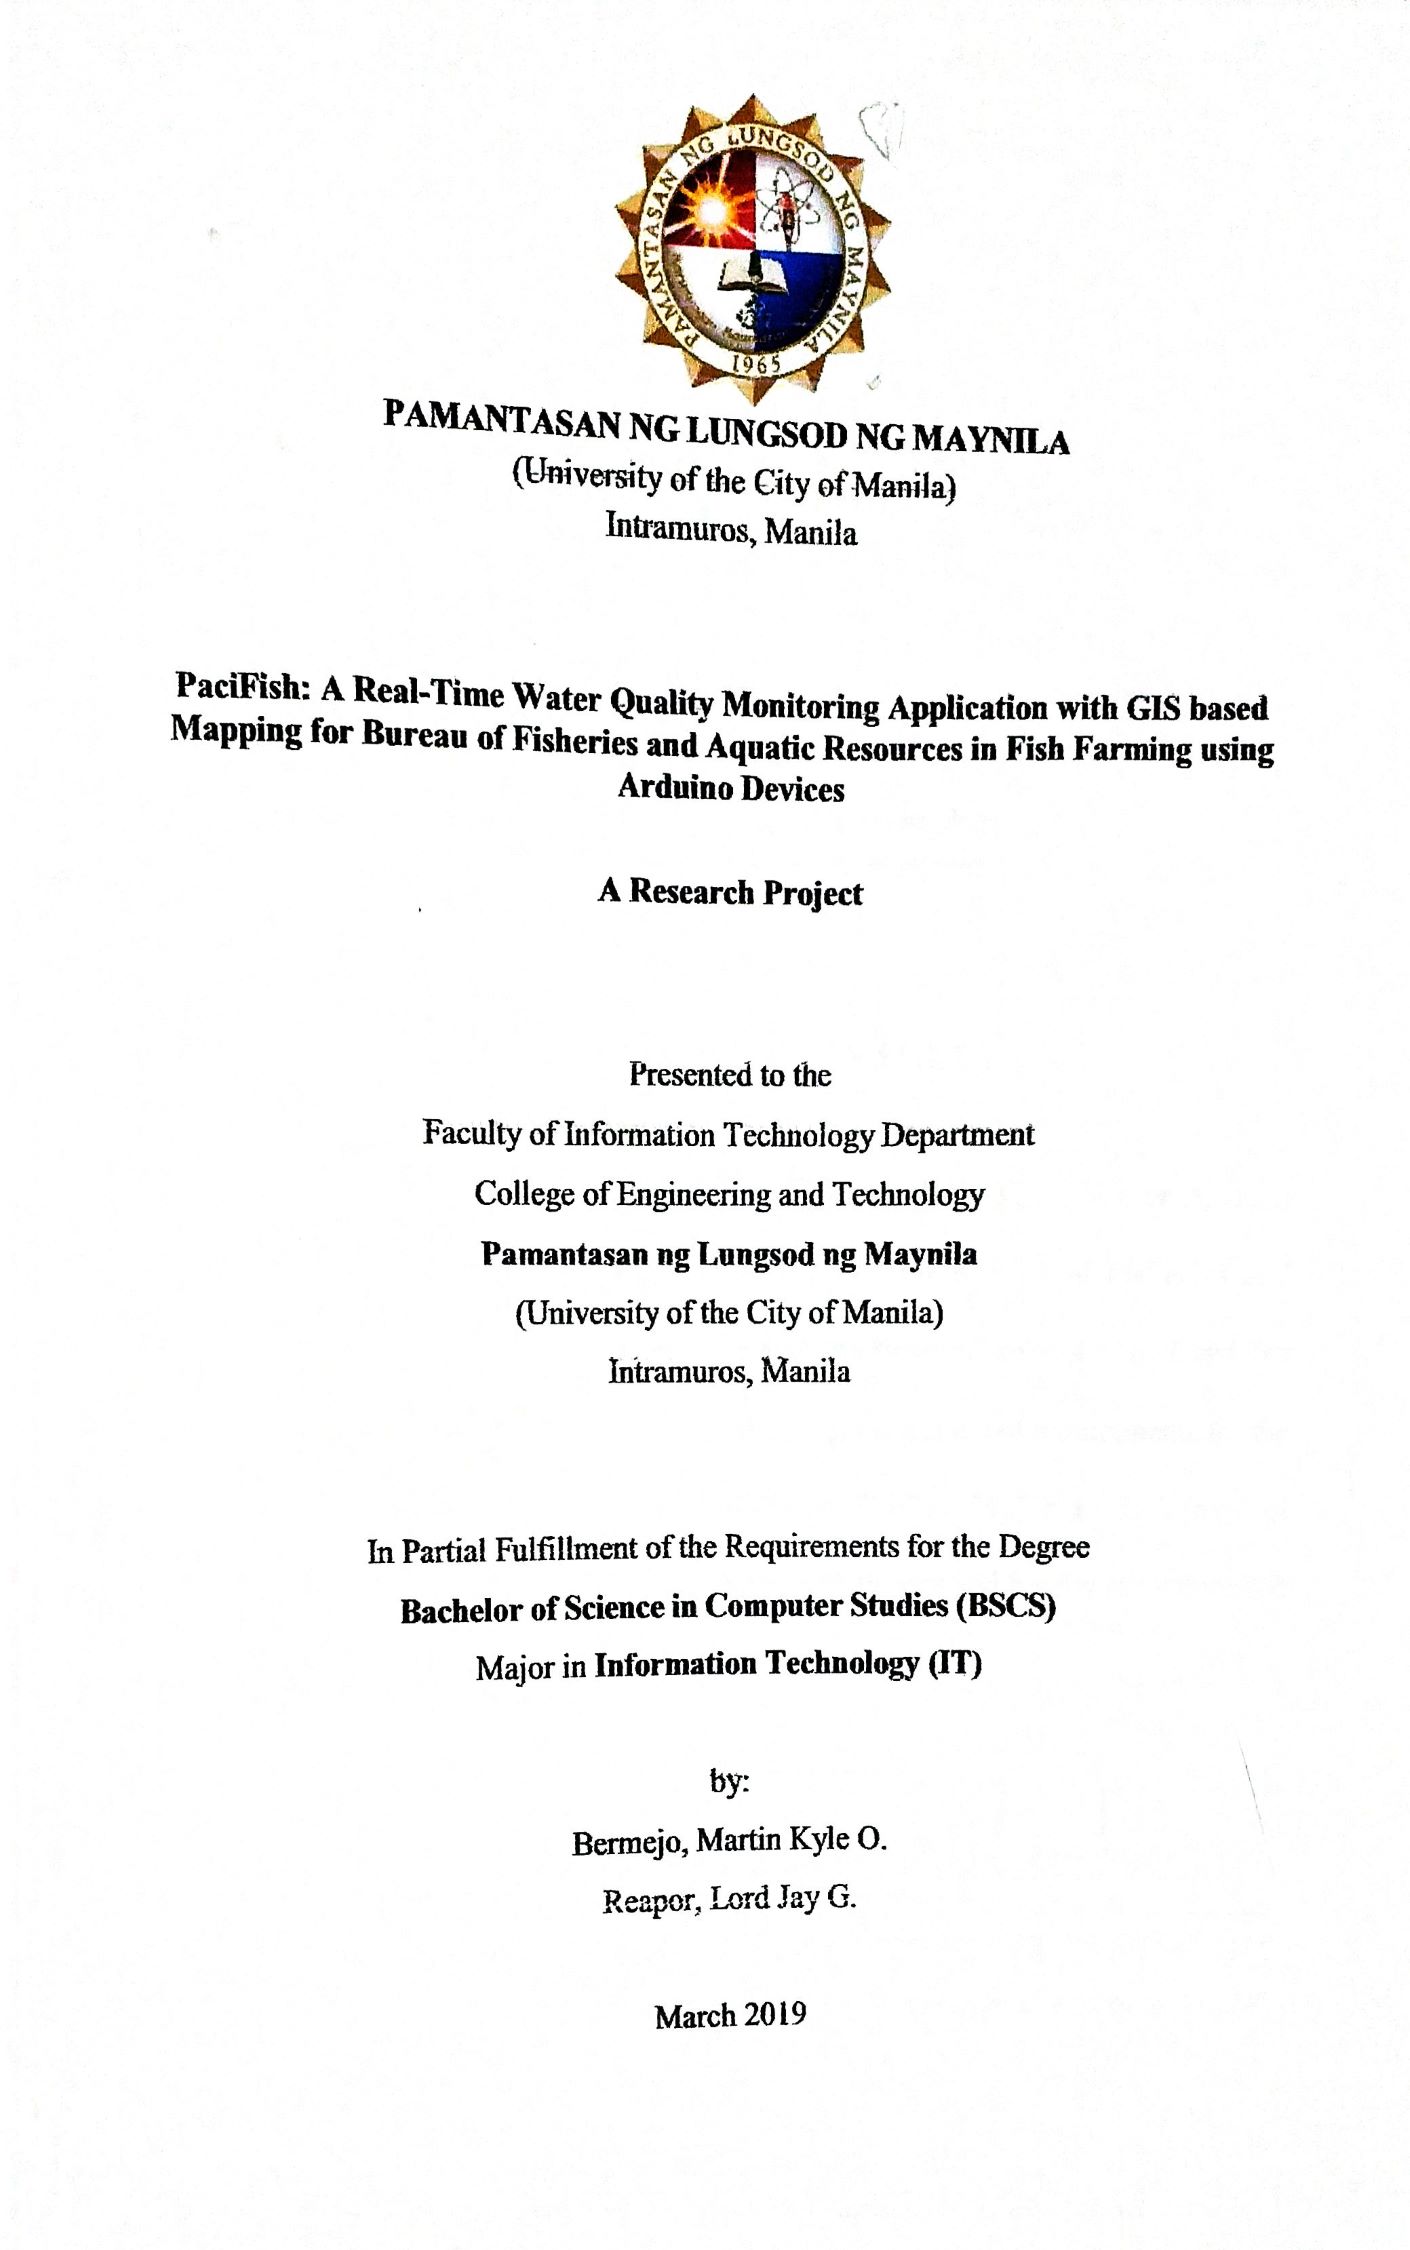 PAMANTASAN NG LUNGSOD NG MAYNILA
1965
PAMANTASAN NG LUNGSOD NG MAYNILA
(University of the City of Manila)
Intramuros, Manila
PaciFish: A Real-Time Water Quality Monitoring Application with GIS based
Mapping for Bureau of Fisheries and Aquatic Resources in Fish Farming using
Arduino Devices
A Research Project
Presented to the
Faculty of Information Technology Department
College of Engineering and Technology
Pamantasan ng Lungsod ng Maynila
(University of the City of Manila)
Intramuros, Manila
In Partial Fulfillment of the Requirements for the Degree
Bachelor of Science in Computer Studies (BSCS)
Major in Information Technology (IT)
by:
Bermejo, Martin Kyle O.
Reapor, Lord Jay G.
March 2019